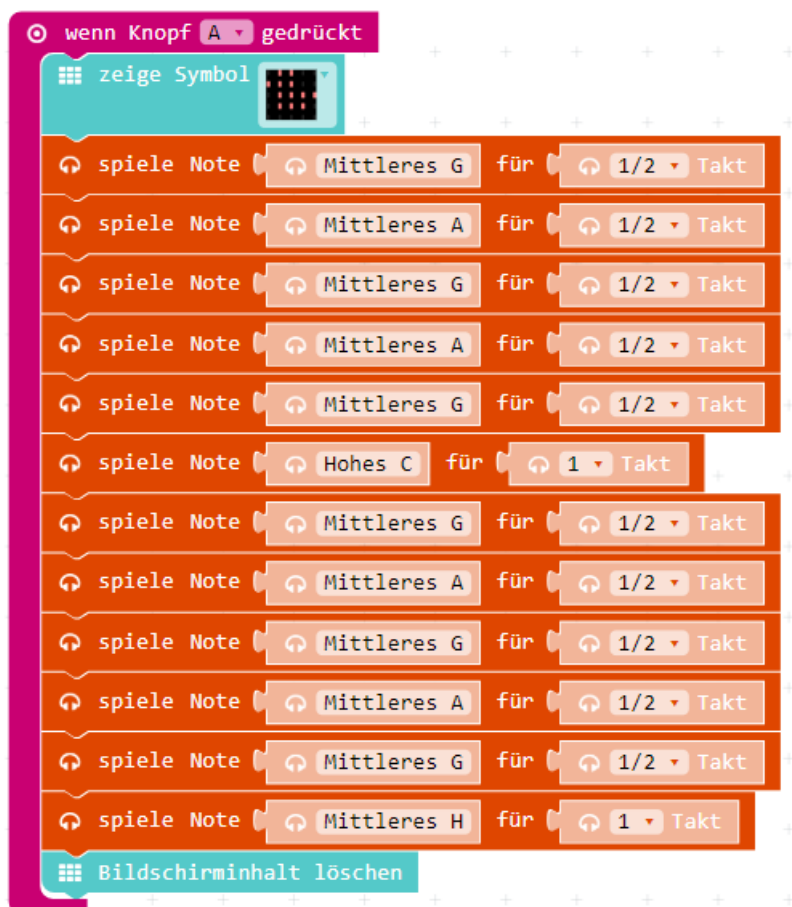 wenn Knopf A gedrückt
zeige Symbol
spiele Note Mittleres G für 1/2 Takt
spiele Note Mittleres A für 1/2 Takt
spiele Note Mittleres G für 1/2 Takt
spiele Note Mittleres A für 1/2 Takt
spiele Note Mittleres G für 1/2 Takt
spiele Note Hohes C für 1 Takt
spiele Note Mittleres G für 1/2 Takt
spiele Note Mittleres A für 1/2 Takt
spiele Note Mittleres G für 1/2 Takt
spiele Note Mittleres A für 1/2 Takt
spiele Note Mittleres G für 1/2 Takt
spiele Note Mittleres H für 1 Takt
Bildschirminhalt löschen